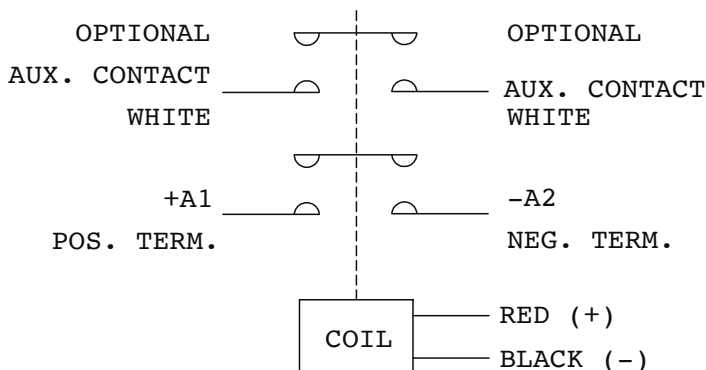 OPTIONAL
AUX. CONTACT
WHITE
OPTIONAL
AUX. CONTACT
WHITE
+A1
POS. TERM.
-A2
NEG. TERM.
COIL
RED (+)
BLACK (-)